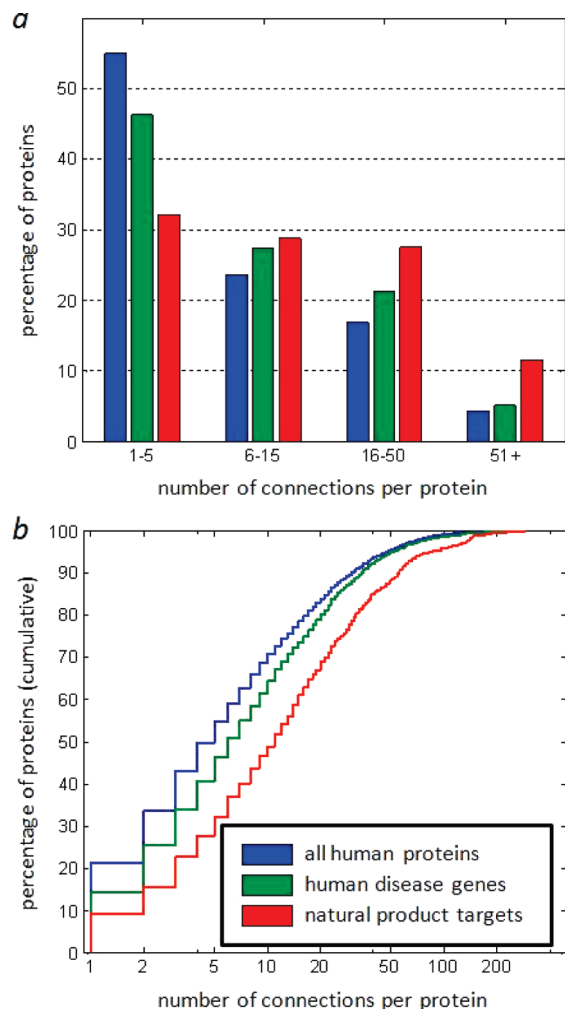 a
percentage of proteins
50
40
30
20
10
0
1-5 6-15 16-50 51+
number of connections per protein
b
percentage of proteins (cumulative)
100
90
80
70
60
50
40
30
20
10
0
all human proteins
human disease genes
natural product targets
1 2 5 10 20 50 100 200
number of connections per protein